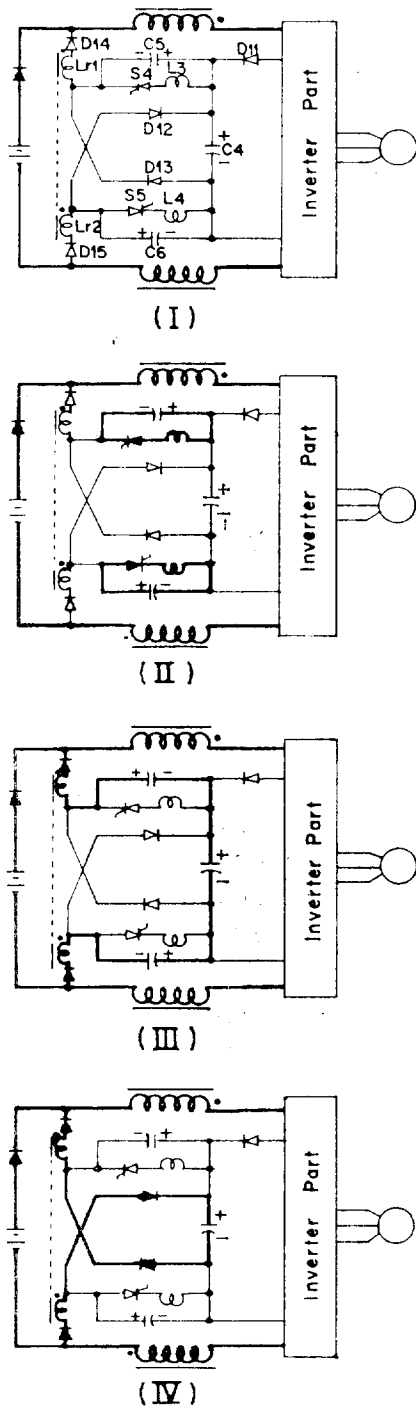 D14
C5
+
D11
Lr1
S4
L3
-
D12
+
C4
-
D13
S5
L4
Lr2
+
-
D15
C6
Inverter Part
(I)
-
+
+
-
-
+
Inverter Part
(II)
+
-
+
-
-
+
Inverter Part
(III)
-
+
+
-
+
-
Inverter Part
(IV)